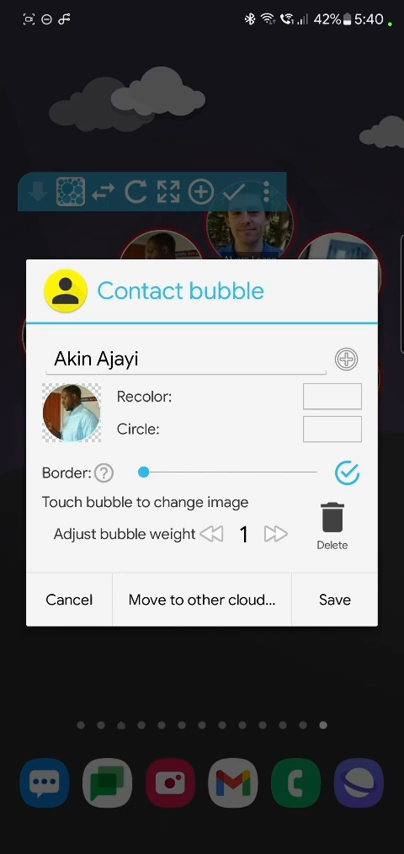 42% 5:40
Contact bubble
Akin Ajayi
Recolor:
Circle:
Border: ?
Touch bubble to change image
Adjust bubble weight 1
Delete
Cancel Move to other cloud... Save